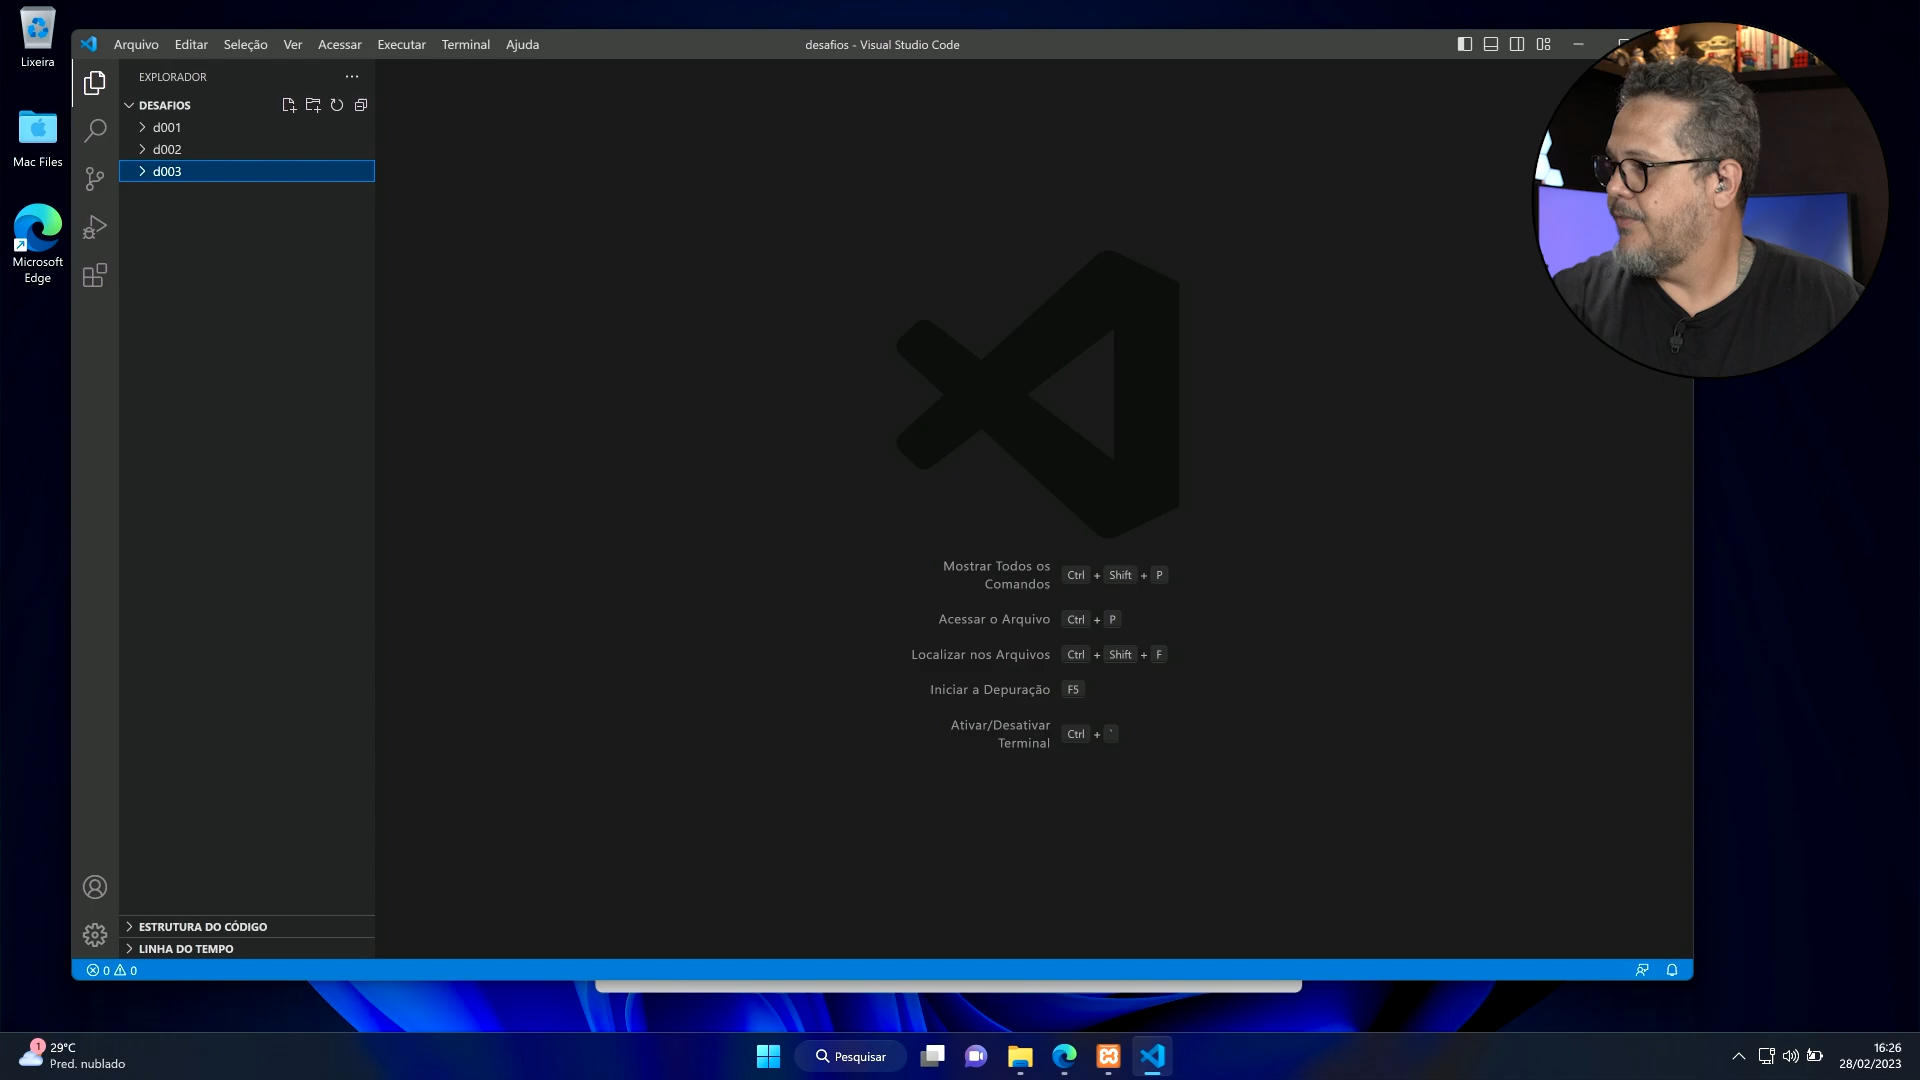 Lixeira
Mac Files
Microsoft
Edge
Arquivo Editar Seleção Ver Acessar Executar Terminal Ajuda
desafios - Visual Studio Code
EXPLORADOR
DESAFIOS
d001
d002
d003
Mostrar Todos os
Comandos
Ctrl + Shift + P
Acessar o Arquivo Ctrl + P
Localizar nos Arquivos Ctrl + Shift + F
Iniciar a Depuração F5
Ativar/Desativar
Terminal
Ctrl + `
ESTRUTURA DO CÓDIGO
LINHA DO TEMPO
0 0
1
29°C
Pred. nublado
Pesquisar
16:26
28/02/2023